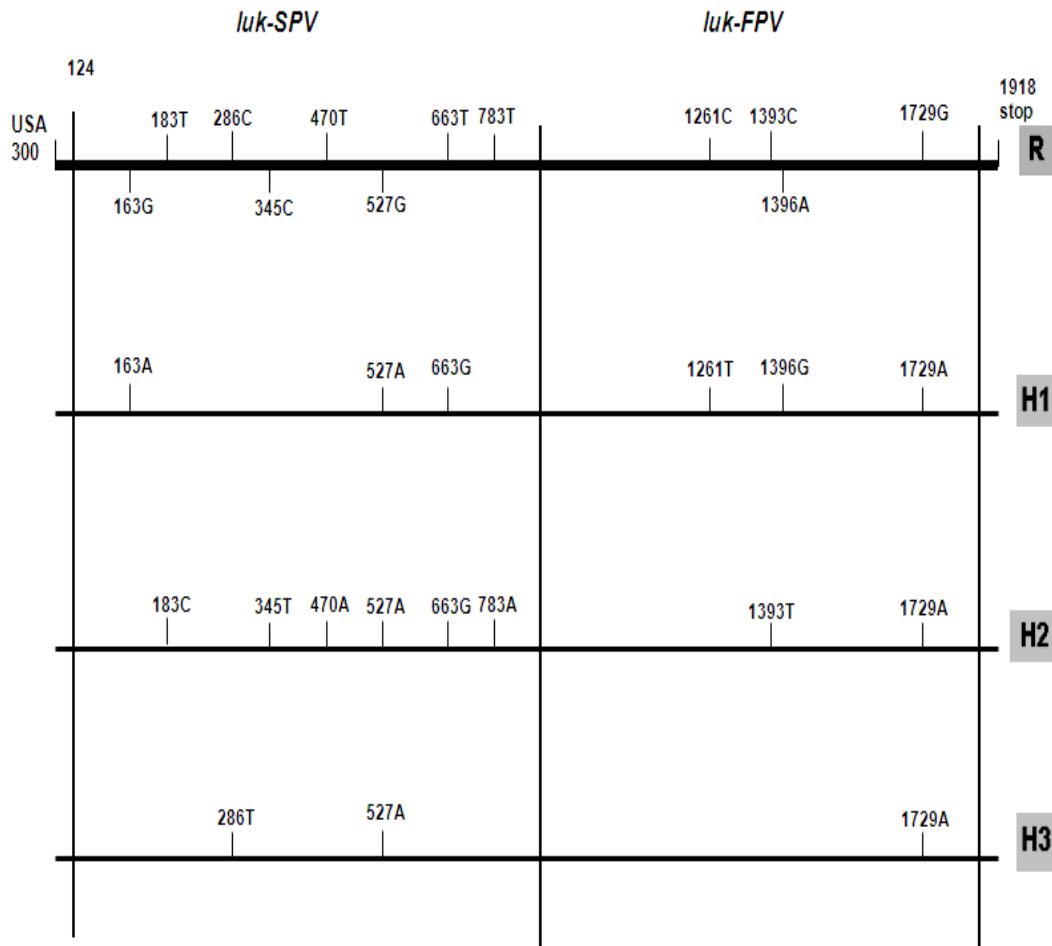 luk-SPV luk-FPV
124
1918
stop
USA
300
183T 286C 470T 663T 783T 1261C 1393C 1729G
R
163G 345C 527G 1396A
163A 527A 663G 1261T 1396G 1729A
H1
183C 345T 470A 527A 663G 783A 1393T 1729A
H2
286T 527A 1729A
H3